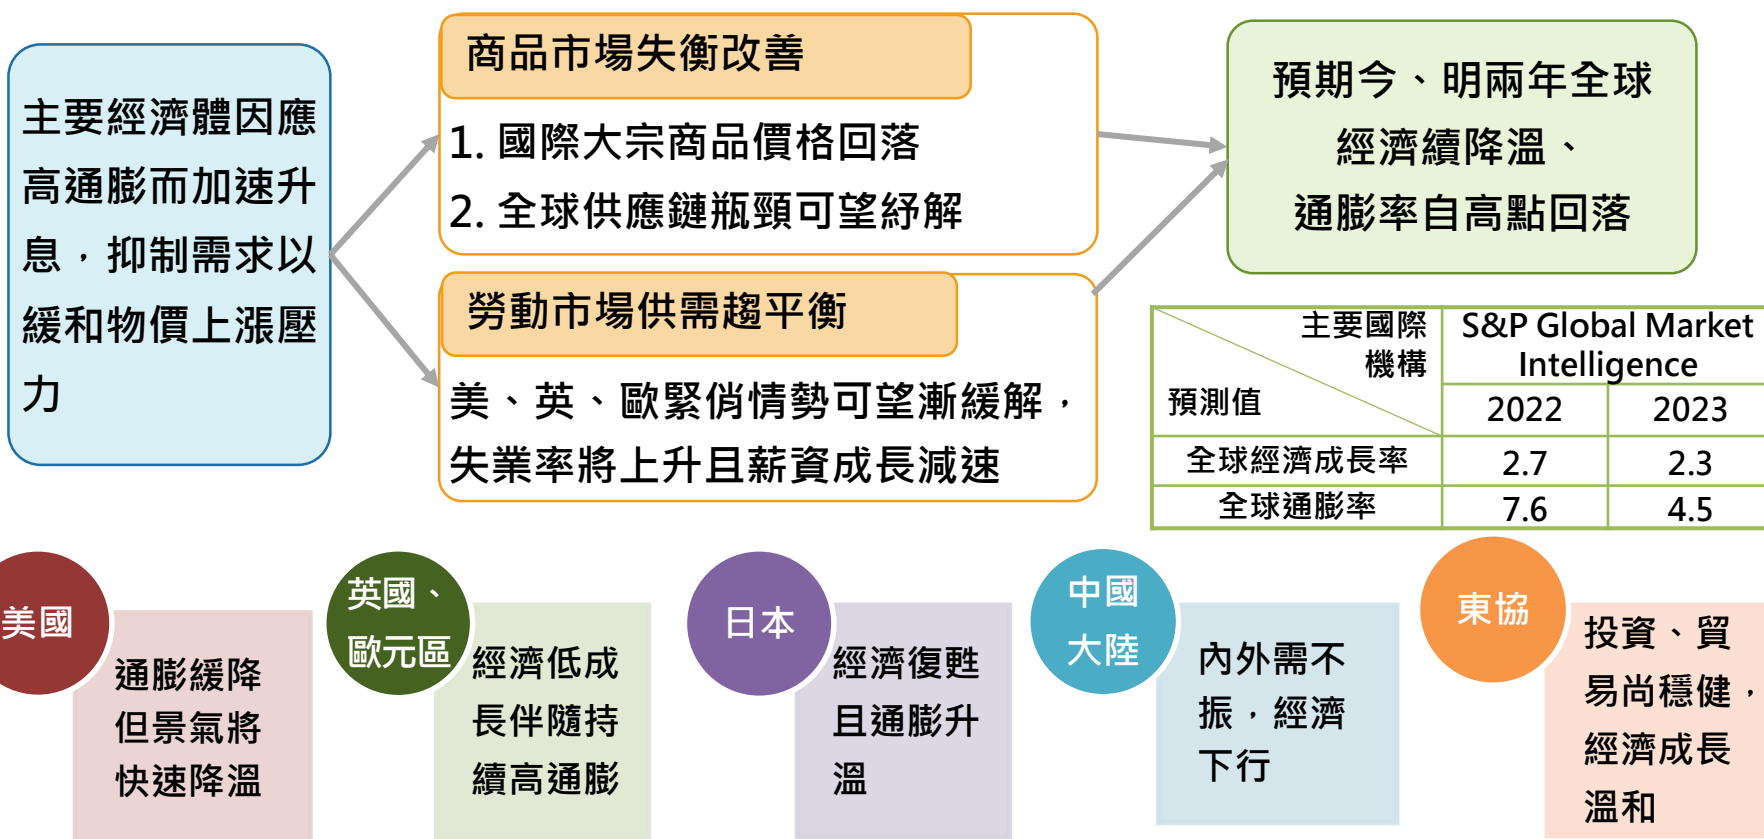 主要經濟體因應
高通膨而加速升
息，抑制需求以
緩和物價上漲壓
力
商品市場失衡改善
1. 國際大宗商品價格回落
2. 全球供應鏈瓶頸可望紓解
勞動市場供需趨平衡
美、英、歐緊俏情勢可望漸緩解，
失業率將上升且薪資成長減速
預期今、明兩年全球
經濟續降溫、
通膨率自高點回落
主要國際
機構
預測值
S&P Global Market
Intelligence
2022 2023
全球經濟成長率 2.7 2.3
全球通膨率 7.6 4.5
美國
通膨緩降
但景氣將
快速降溫
英國、
歐元區
經濟低成
長伴隨持
續高通膨
日本
經濟復甦
且通膨升
溫
中國
大陸
內外需不
振，經濟
下行
東協
投資、貿
易尚穩健，
經濟成長
溫和